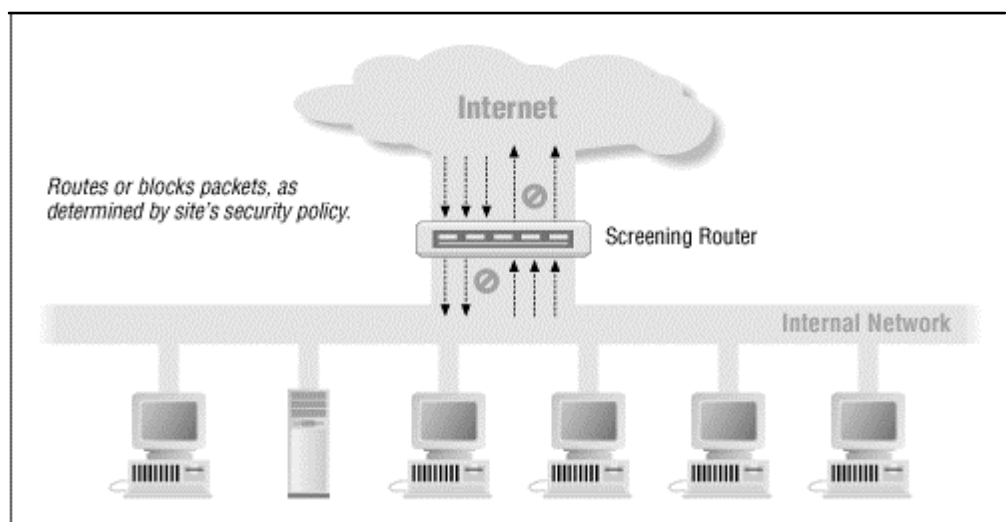 Internet
Routes or blocks packets, as
determined by site's security policy.
Screening Router
Internal Network